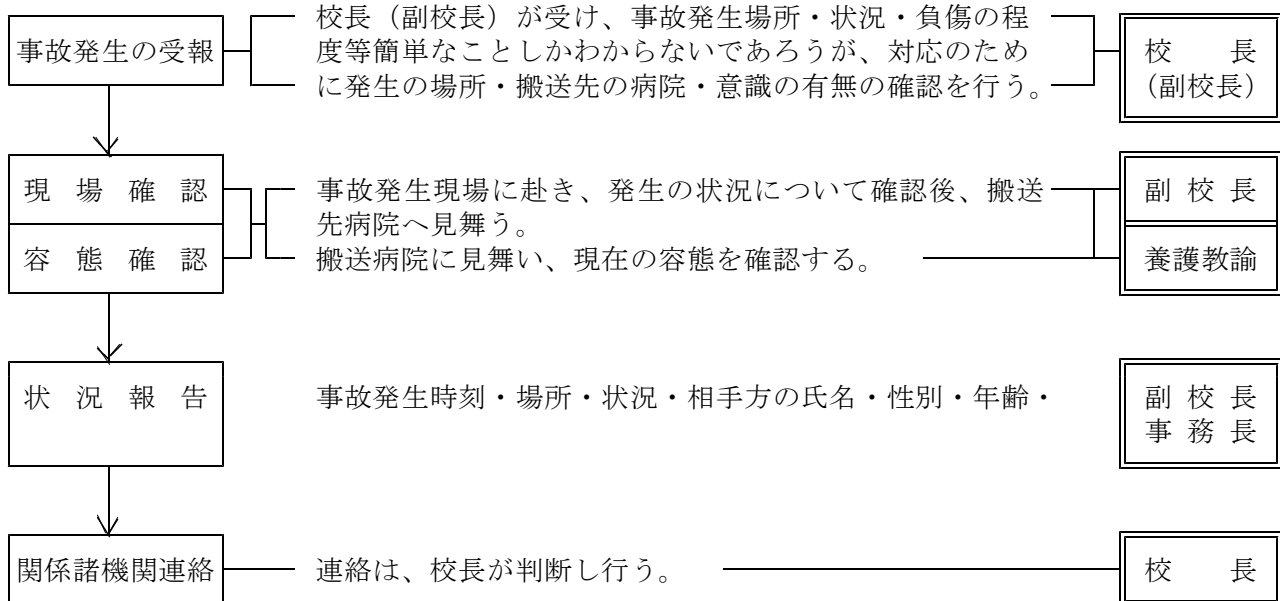 事故発生の受報
校長（副校長）が受け、事故発生場所・状況・負傷の程
度等簡単なことしかわからないであろうが、対応のため
に発生の場所・搬送先の病院・意識の有無の確認を行う。
校　　長
（副校長）
現　場　確　認
事故発生現場に赴き、発生の状況について確認後、搬送
先病院へ見舞う。
副　校　長
容　態　確　認
搬送病院に見舞い、現在の容態を確認する。
養護教諭
状　況　報　告
事故発生時刻・場所・状況・相手方の氏名・性別・年齢・
副　校　長
事　務　長
関係諸機関連絡
連絡は、校長が判断し行う。
校　　長